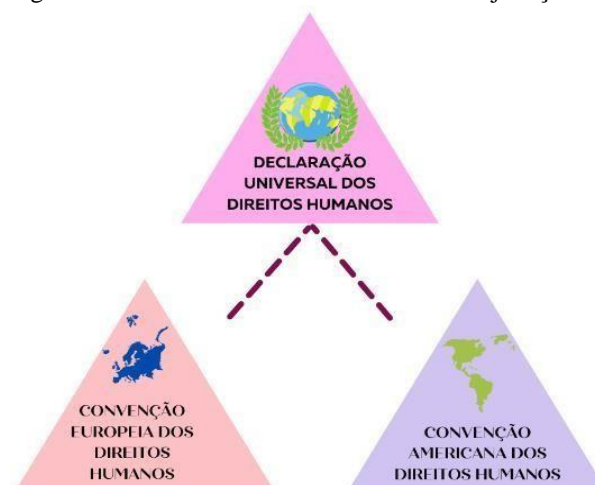 DECLARAÇÃO
UNIVERSAL DOS
DIREITOS HUMANOS
CONVENÇÃO
EUROPEIA DOS
DIREITOS
HUMANOS
CONVENÇÃO
AMERICANA DOS
DIREITOS HUMANOS